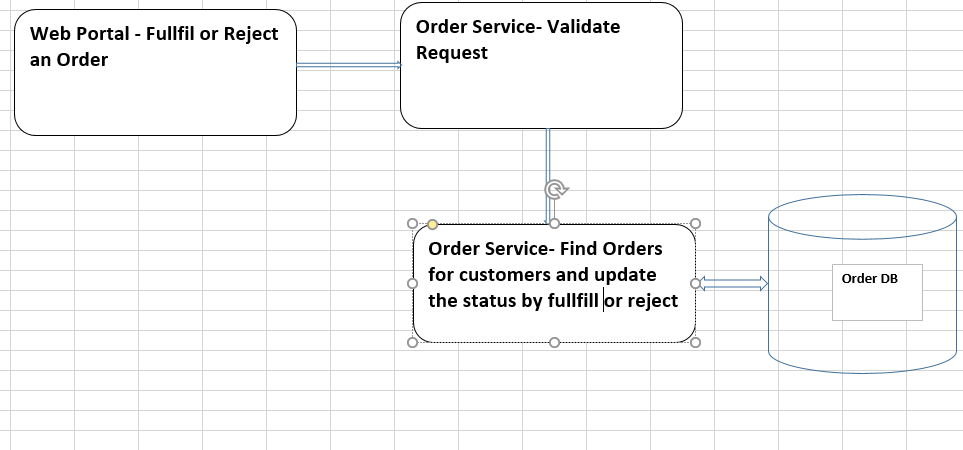 Web Portal - Fullfil or Reject
an Order
Order Service- Validate
Request
Order Service- Find Orders
for customers and update
the status by fullfill or reject
Order DB